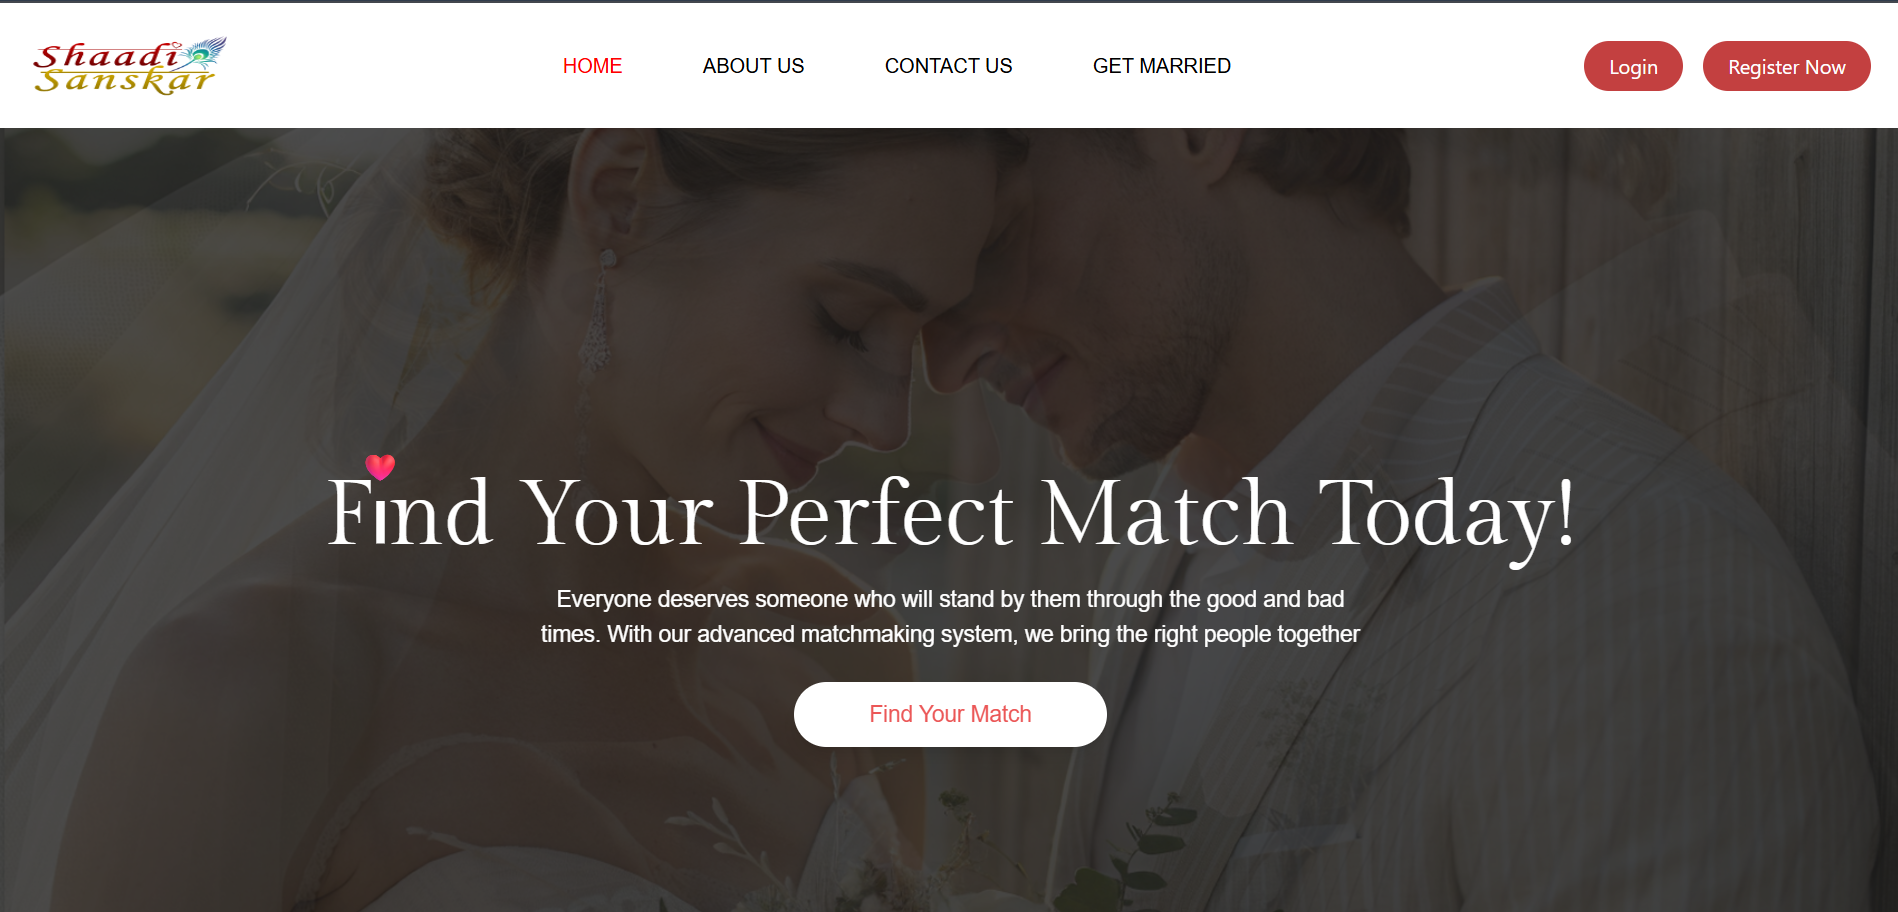 Shaadi
Sanskar
HOME ABOUT US CONTACT US GET MARRIED
Login Register Now
Find Your Perfect Match Today!
Everyone deserves someone who will stand by them through the good and bad
times. With our advanced matchmaking system, we bring the right people together
Find Your Match